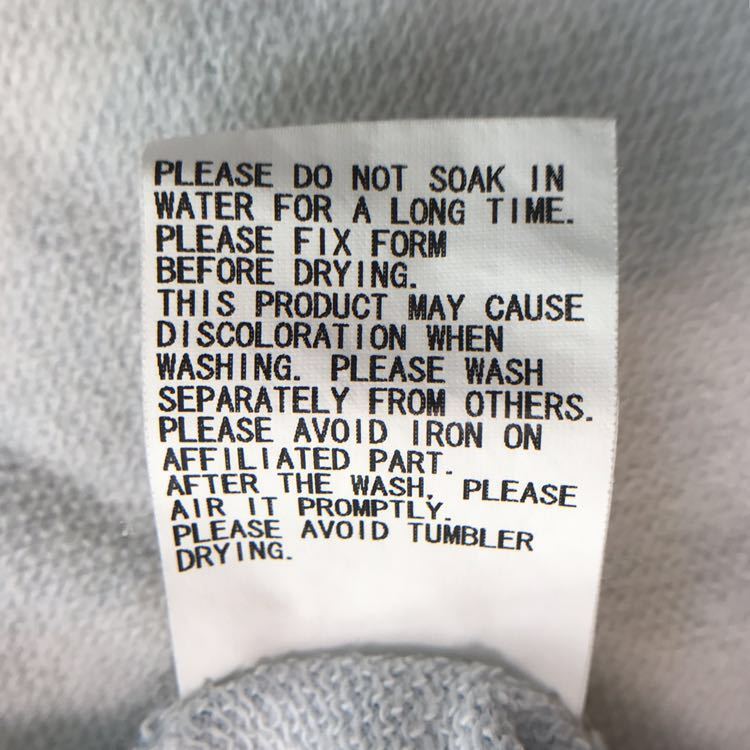 PLEASE DO NOT SOAK IN
WATER FOR A LONG TIME.
PLEASE FIX FORM
BEFORE DRYING.
THIS PRODUCT MAY CAUSE
DISCOLORATION WHEN
WASHING. PLEASE WASH
SEPARATELY FROM OTHERS.
PLEASE AVOID IRON ON
AFFILIATED PART.
AFTER THE WASH, PLEASE
AIR IT PROMPTLY.
PLEASE AVOID TUMBLER
DRYING.